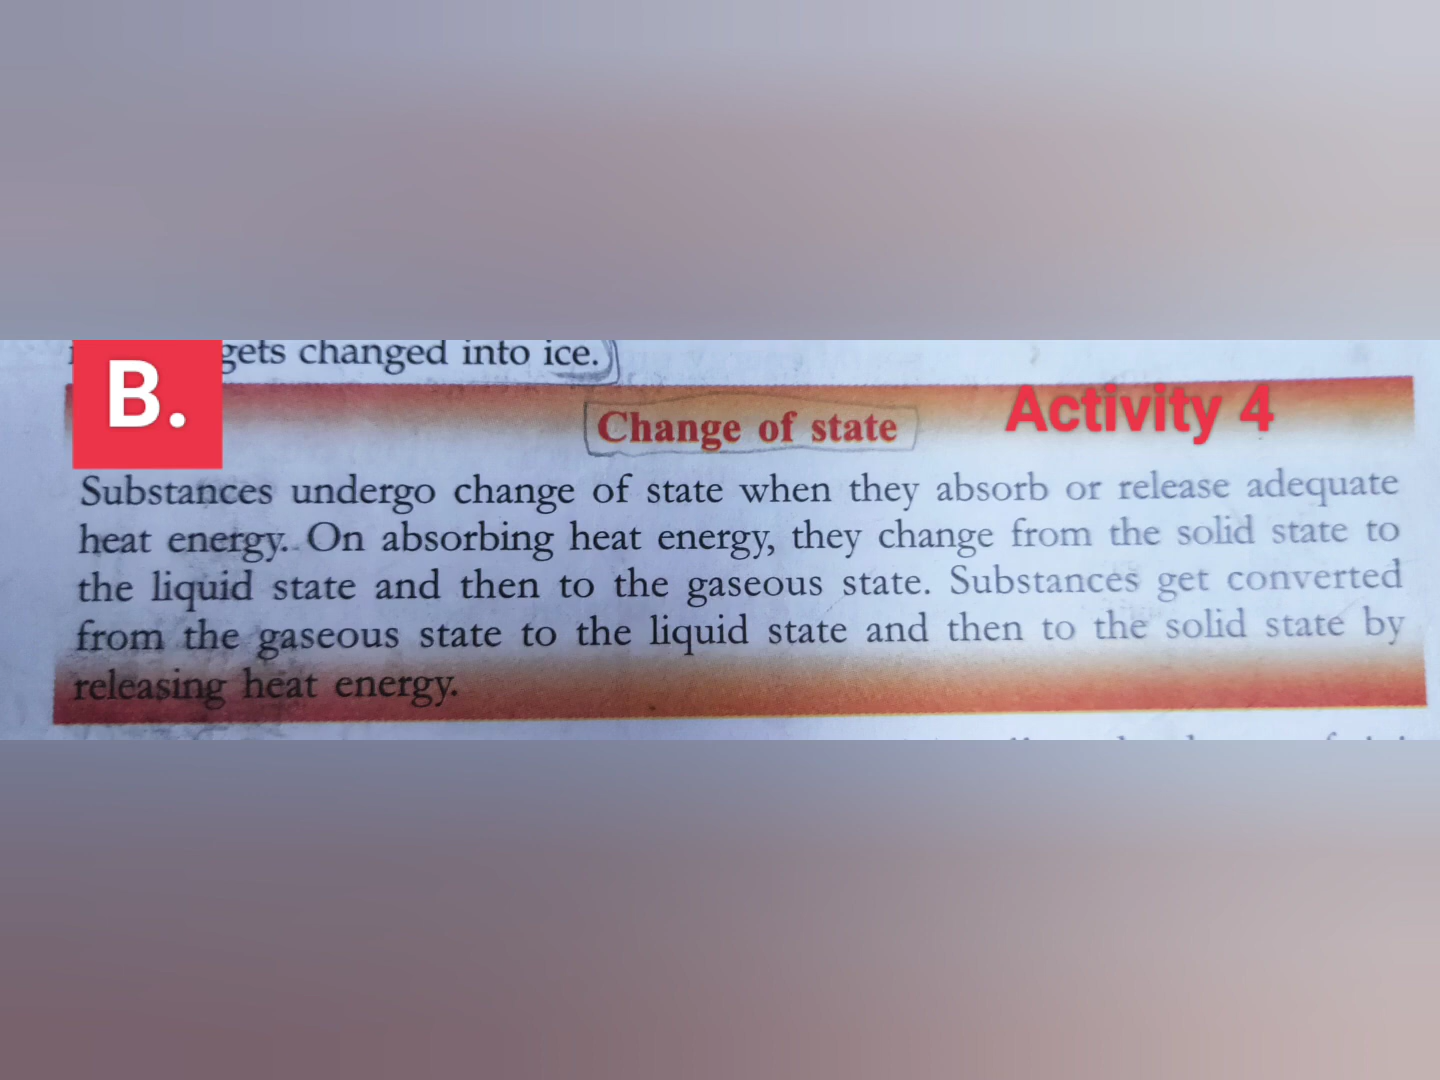 gets changed into ice.
B.
Change of state
Activity 4
Substances undergo change of state when they absorb or release adequate
heat energy. On absorbing heat energy, they change from the solid state to
the liquid state and then to the gaseous state. Substances get converted
from the gaseous state to the liquid state and then to the solid state by
releasing heat energy.